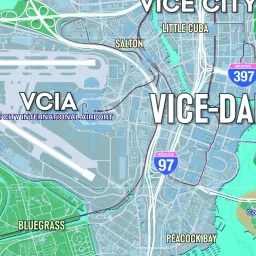 VICE CITY
LITTLE CUBA
SALTON
397
VCIA
CITY INTERNATIONAL AIRPORT
VICE-DA
97
BLUEGRASS
PEACOCK BAY